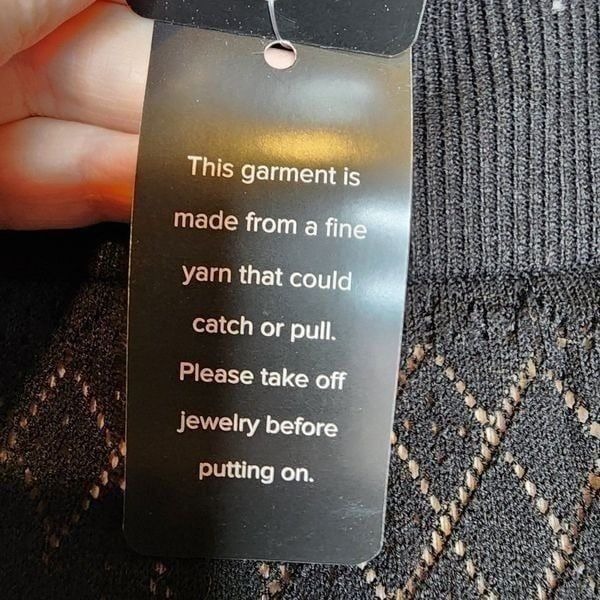 This garment is
made from a fine
yarn that could
catch or pull.
Please take off
jewelry before
putting on.